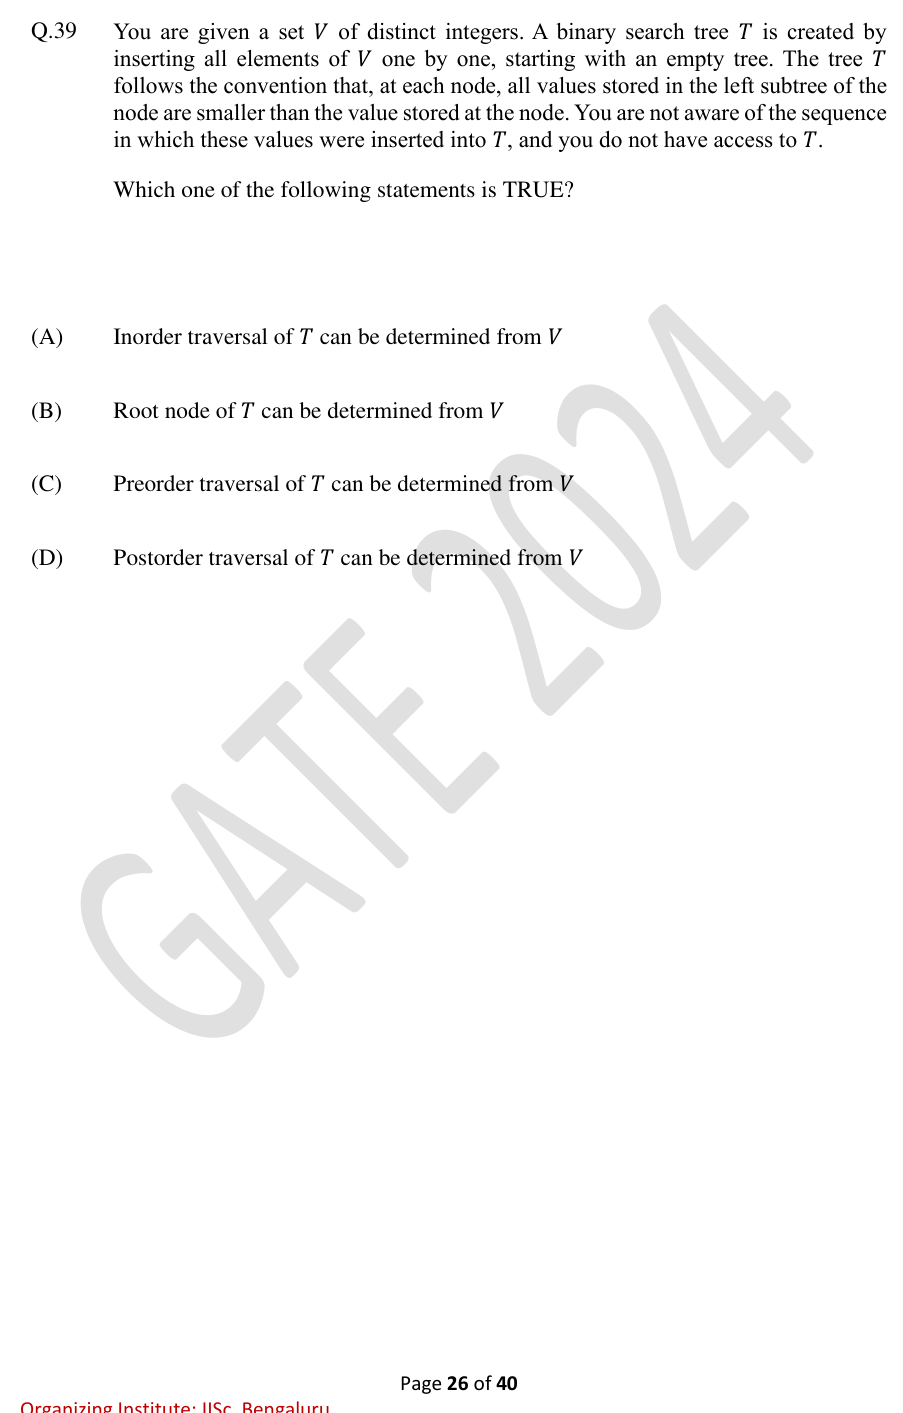 Q.39 You are given a set V of distinct integers. A binary search tree T is created by
inserting all elements of V one by one, starting with an empty tree. The tree T
follows the convention that, at each node, all values stored in the left subtree of the
node are smaller than the value stored at the node. You are not aware of the sequence
in which these values were inserted into T, and you do not have access to T.
Which one of the following statements is TRUE?
(A) Inorder traversal of T can be determined from V
(B) Root node of T can be determined from V
(C) Preorder traversal of T can be determined from V
(D) Postorder traversal of T can be determined from V
GATE 2024
Page 26 of 40
Organizing Institute: IISc, Bengaluru